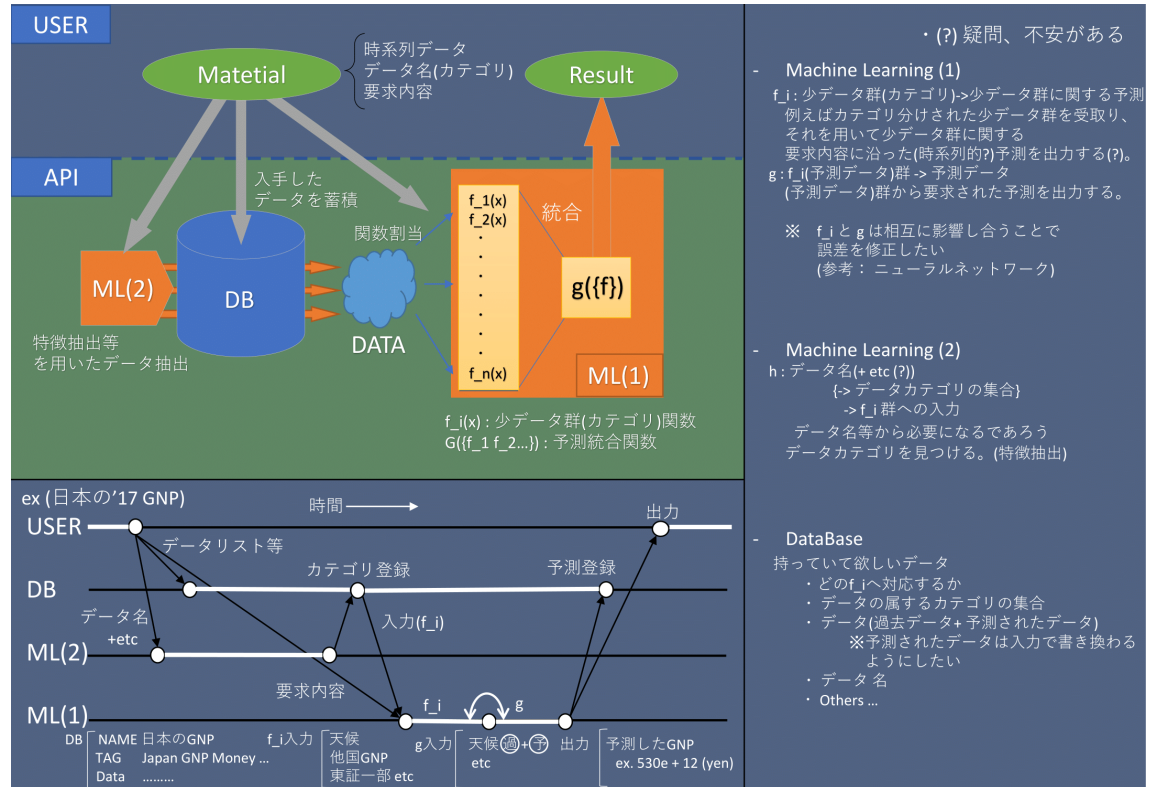 USER
Matetial
時系列データ
データ名(カテゴリ)
要求内容
Result
API
入手した
データを蓄積
関数割当
f_1(x)
f_2(x)
・
・
・
・
・
・
・
f_n(x)
統合
g({f})
ML(2)
DB
DATA
ML(1)
特徴抽出等
を用いたデータ抽出
f_i(x) : 少データ群(カテゴリ)関数
G({f_1 f_2...}) : 予測統合関数
ex (日本の'17 GNP)
時間
USER
出力
データリスト等
カテゴリ登録
予測登録
DB
データ名
+etc
入力(f_i)
ML(2)
要求内容
f_i
g
ML(1)
DB
NAME 日本のGNP
TAG Japan GNP Money ...
Data .........
f_i入力
天候
他国GNP
東証一部 etc
g入力
天候過+予
etc
出力
予測したGNP
ex. 530e + 12 (yen)
・(?) 疑問、不安がある
- Machine Learning (1)
f_i : 少データ群(カテゴリ)->少データ群に関する予測
例えばカテゴリ分けされた少データ群を受取り、
それを用いて少データ群に関する
要求内容に沿った(時系列的?)予測を出力する(?)。
g : f_i(予測データ)群 -> 予測データ
(予測データ)群から要求された予測を出力する。
※ f_i と g は相互に影響し合うことで
誤差を修正したい
(参考： ニューラルネットワーク)
- Machine Learning (2)
h : データ名(+ etc (?))
{-> データカテゴリの集合}
-> f_i 群への入力
データ名等から必要になるであろう
データカテゴリを見つける。(特徴抽出)
- DataBase
持っていて欲しいデータ
・ どのf_iへ対応するか
・ データの属するカテゴリの集合
・ データ(過去データ+ 予測されたデータ)
※予測されたデータは入力で書き換わる
ようにしたい
・ データ 名
・ Others ...